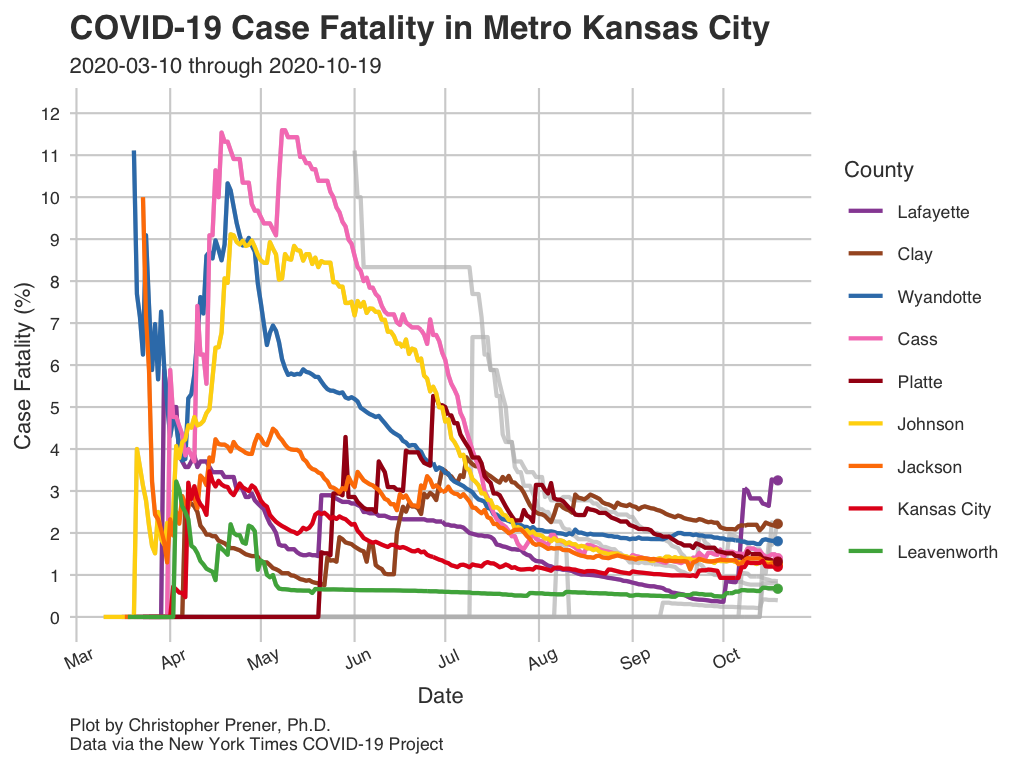 COVID-19 Case Fatality in Metro Kansas City
2020-03-10 through 2020-10-19
Case Fatality (%)
12
11
10
9
8
7
6
5
4
3
2
1
0
Mar
Apr
May
Jun
Jul
Aug
Sep
Oct
Date
County
Lafayette
Clay
Wyandotte
Cass
Platte
Johnson
Jackson
Kansas City
Leavenworth
Plot by Christopher Prener, Ph.D.
Data via the New York Times COVID-19 Project